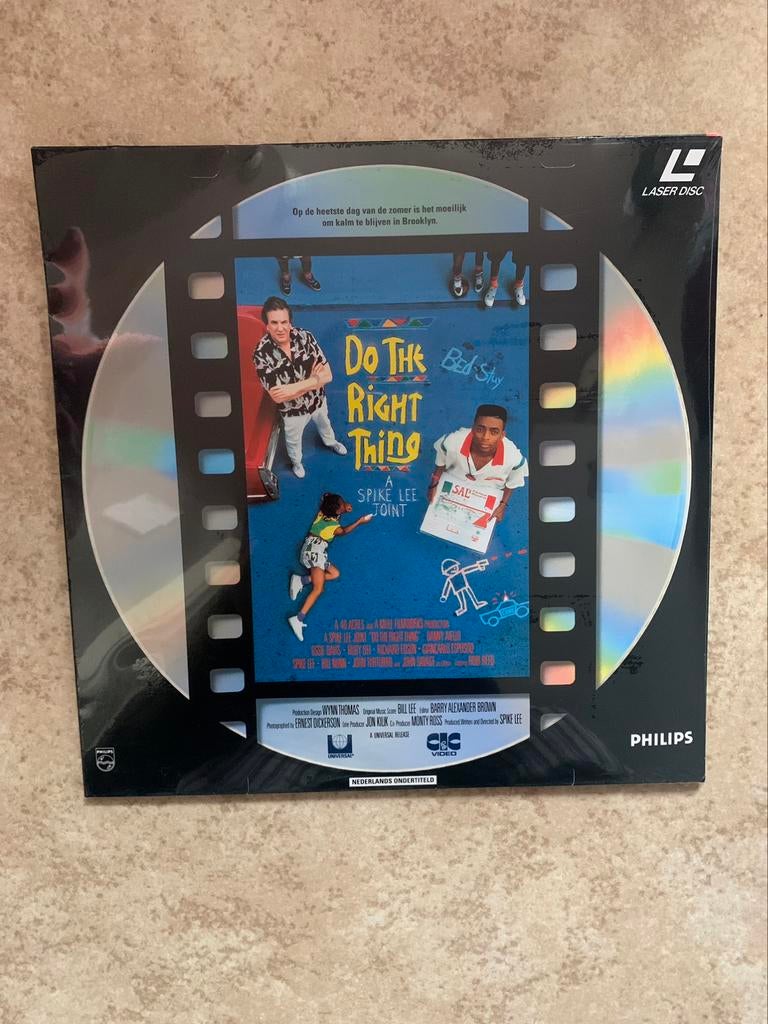 LASER DISC
Op de heetste dag van de zomer is het moeilijk
om kalm te blijven in Brooklyn.
DO THE
RIGHT
THING
BED-STUY
A
SPIKE LEE
JOINT
SAL
A 40 ACRES AND A MULE FILMWORKS PRODUCTION
A SPIKE LEE JOINT "DO THE RIGHT THING" DANNY AIELLO
OSSIE DAVIS · RUBY DEE · RICHARD EDSON · GIANCARLO ESPOSITO
SPIKE LEE · BILL NUNN · JOHN TURTURRO AND JOHN SAVAGE ROSIE PEREZ
Production Design WYNN THOMAS Original Music Score BILL LEE Editor BARRY ALEXANDER BROWN
Photographed by ERNEST DICKERSON Line Producer JON KILIK Co-Producer MONTY ROSS Produced, Written and Directed by SPIKE LEE
A UNIVERSAL RELEASE
UNIVERSAL
CIC
VIDEO
PHILIPS
PHILIPS
NEDERLANDS ONDERTITELD